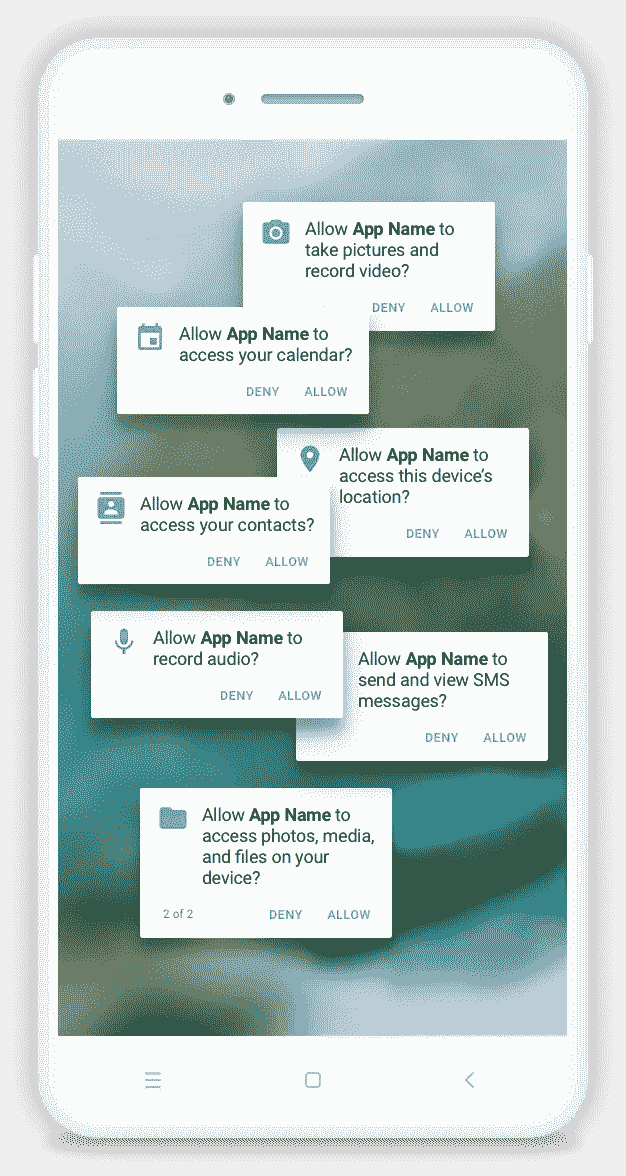 Allow App Name to
take pictures and
record video?
DENY ALLOW
Allow App Name to
access your calendar?
DENY ALLOW
Allow App Name to
access this device’s
location?
DENY ALLOW
Allow App Name to
access your contacts?
DENY ALLOW
Allow App Name to
record audio?
DENY ALLOW
Allow App Name to
send and view SMS
messages?
DENY ALLOW
Allow App Name to
access photos, media,
and files on your
device?
2 of 2 DENY ALLOW